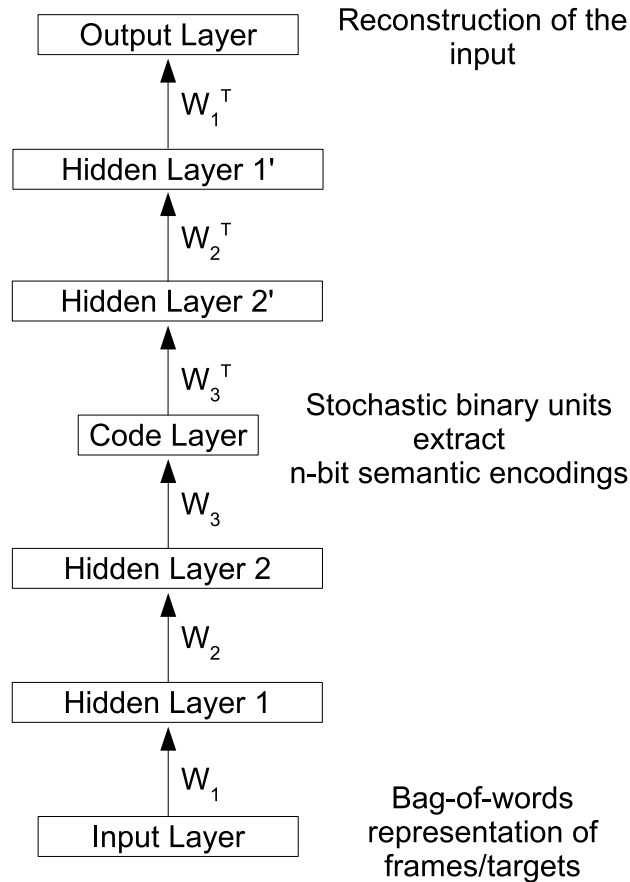 Output Layer
Reconstruction of the
input
W₁ᵀ
Hidden Layer 1'
W₂ᵀ
Hidden Layer 2'
W₃ᵀ
Code Layer
Stochastic binary units
extract
n-bit semantic encodings
W₃
Hidden Layer 2
W₂
Hidden Layer 1
W₁
Input Layer
Bag-of-words
representation of
frames/targets